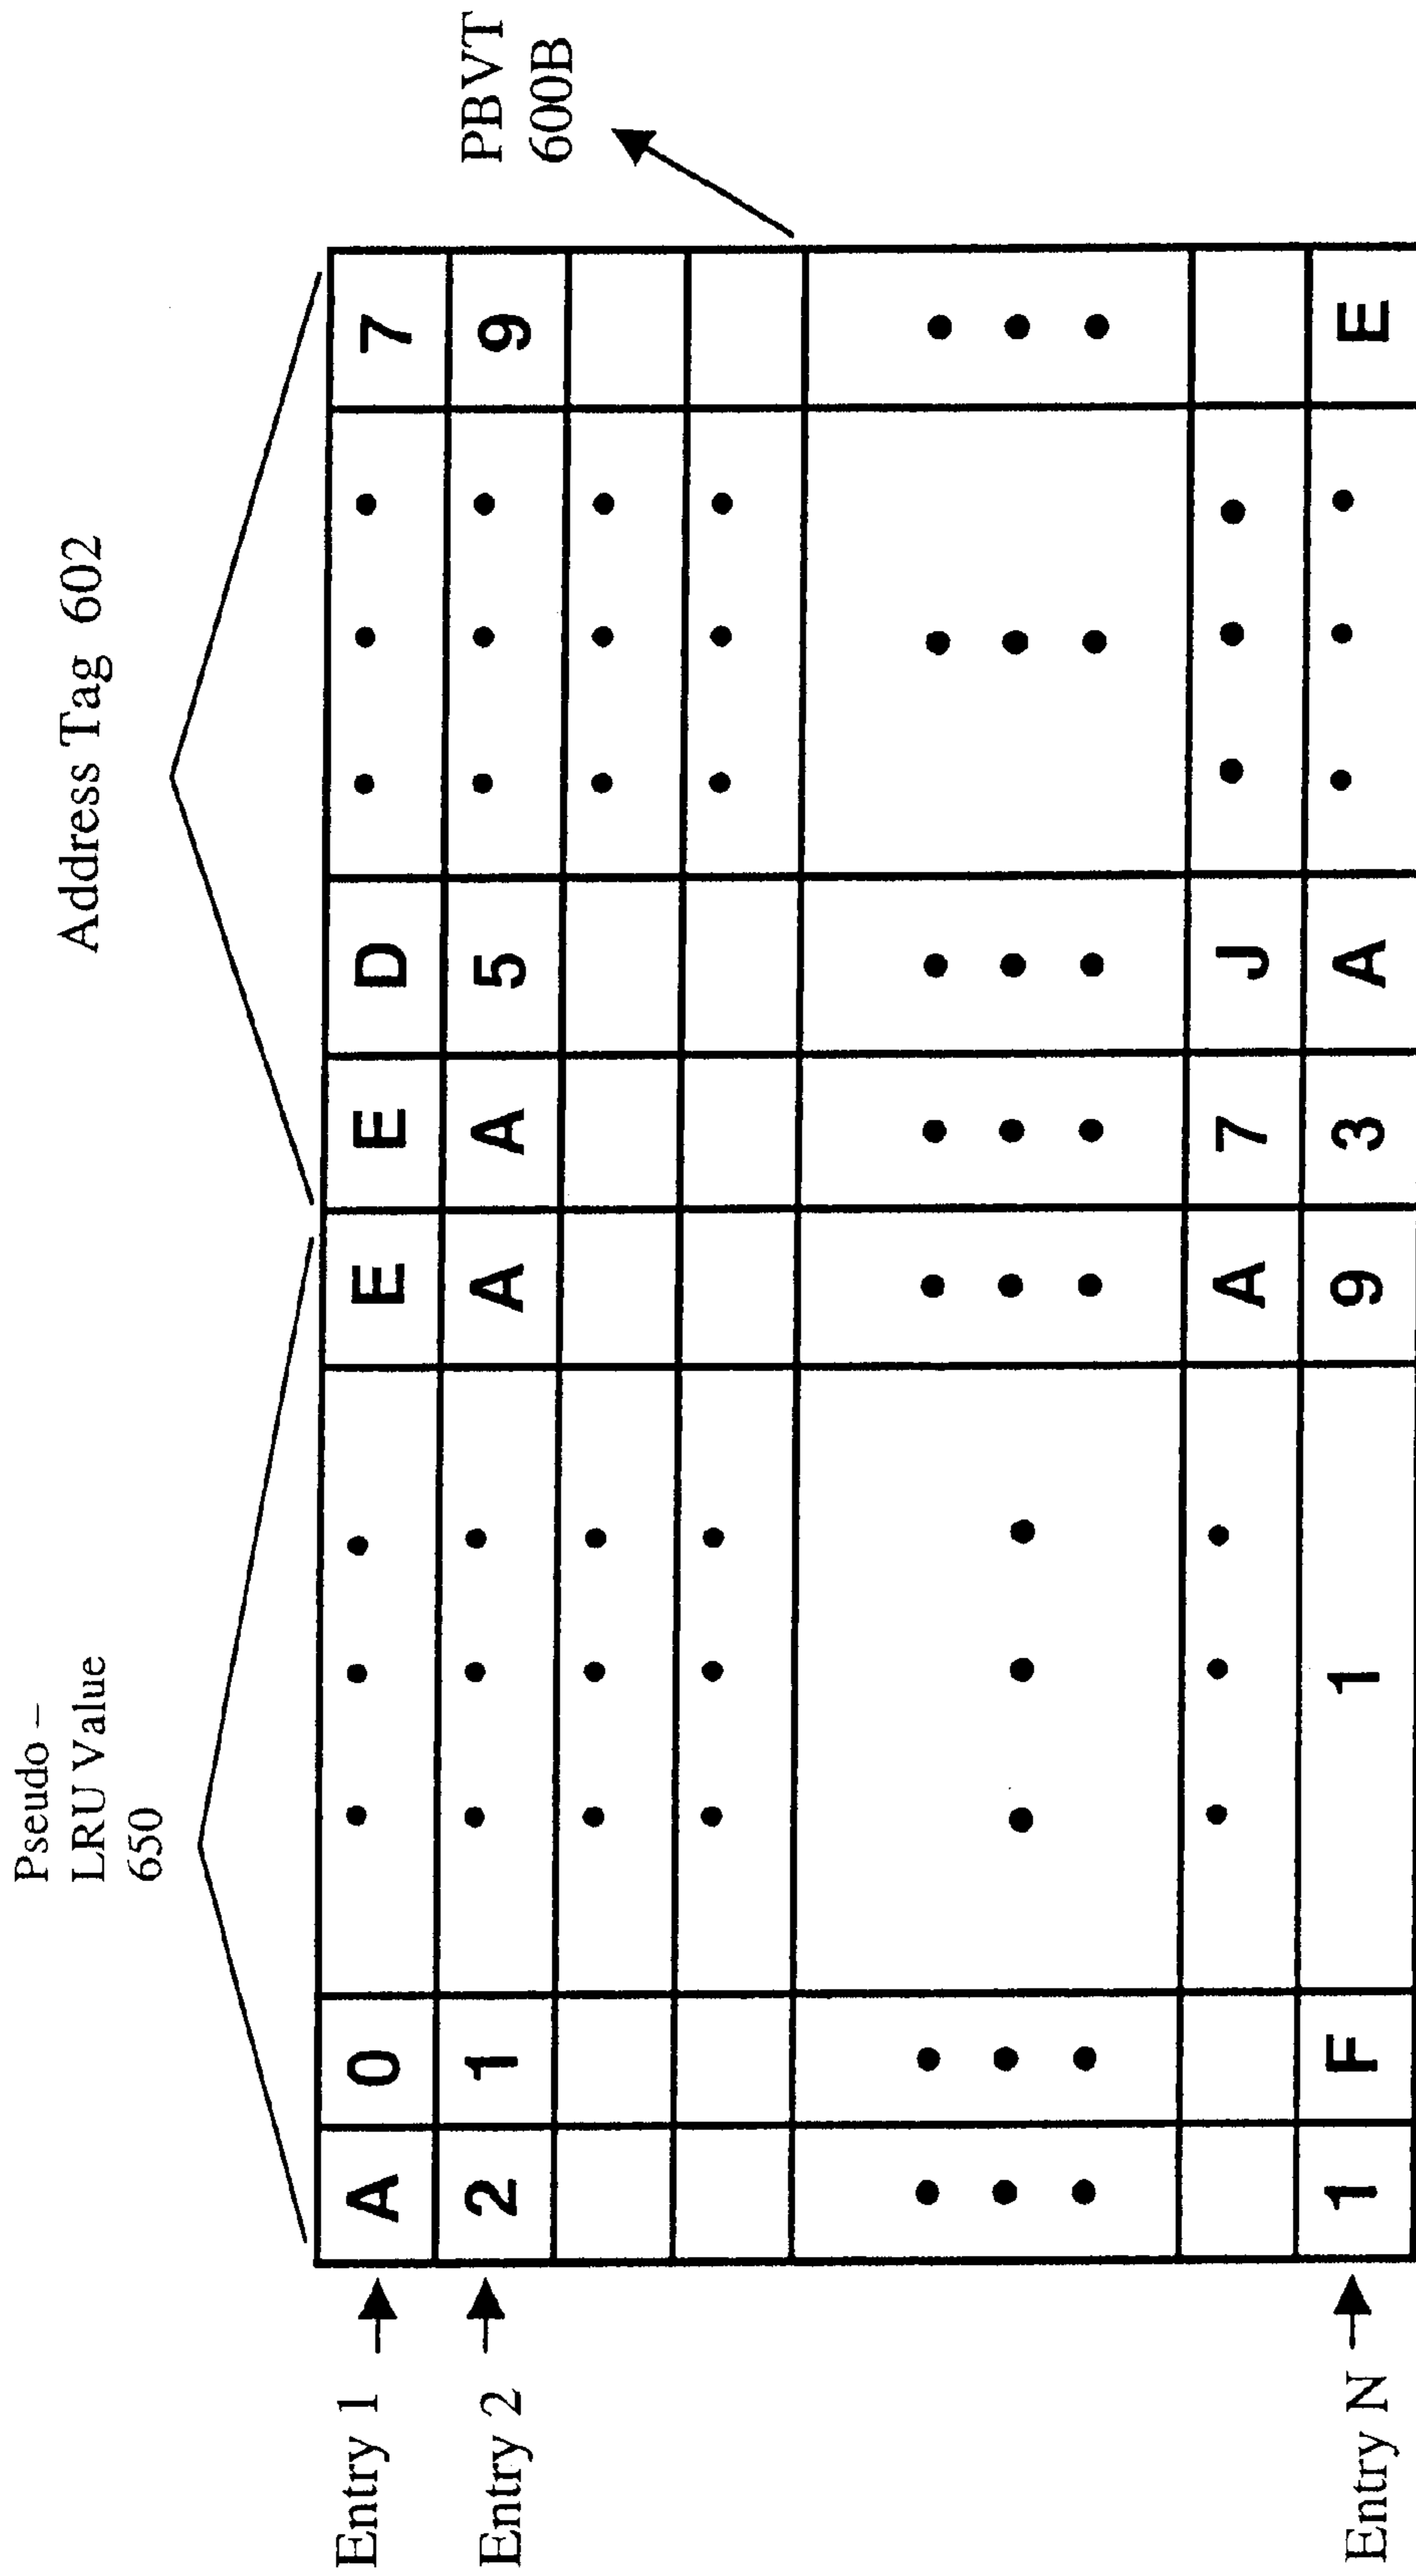 Pseudo –
LRU Value
650
Address Tag 602
PBVT
600B
Entry 1 A 0 • • • E E D • • • 7
Entry 2 2 1 • • • A A 5 • • • 9
• • • • • •
• • • • • •
• • • • • • • • •
• • • A 7 J • • •
Entry N 1 F 1 9 3 A • • • E